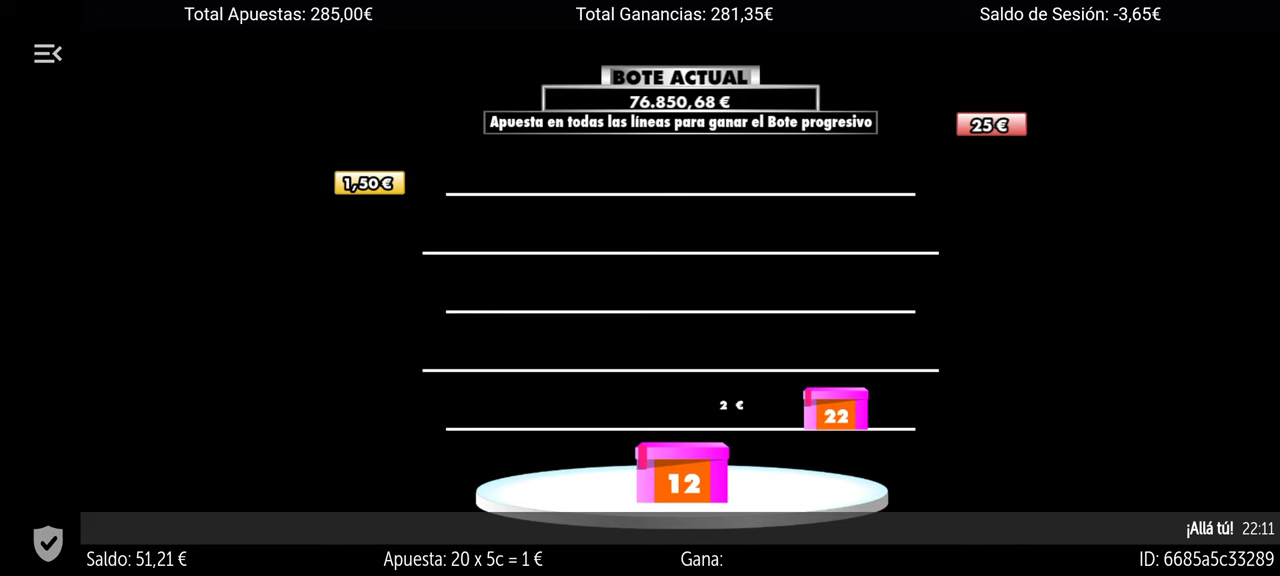 Total Apuestas: 285,00€
Total Ganancias: 281,35€
Saldo de Sesión: -3,65€
BOTE ACTUAL
76.850,68 €
Apuesta en todas las líneas para ganar el Bote progresivo
25€
1,50€
2 €
22
12
¡Allá tú! 22:11
Saldo: 51,21 €
Apuesta: 20 x 5c = 1 €
Gana:
ID: 6685a5c33289